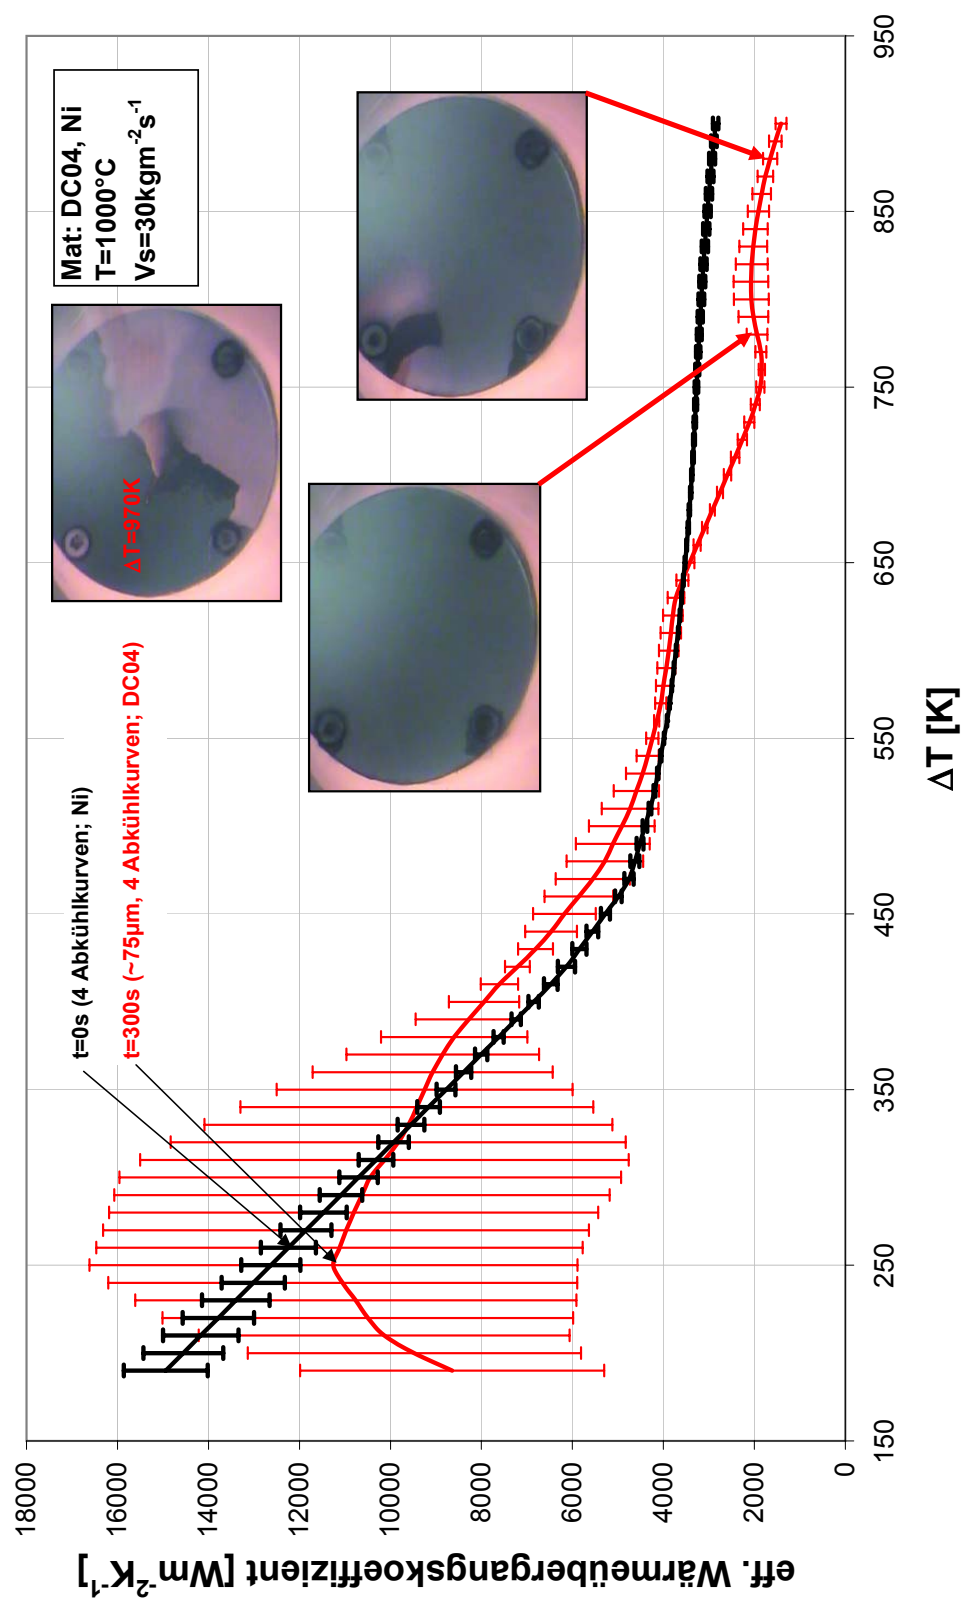 Mat: DC04, Ni
T=1000°C
Vs=30kgm-2s-1
ΔT=970K
t=0s (4 Abkühlkurven; Ni)
t=300s (~75µm, 4 Abkühlkurven; DC04)
eff. Wärmeübergangskoeffizient [Wm-2K-1]
18000
16000
14000
12000
10000
8000
6000
4000
2000
0
150
250
350
450
550
650
750
850
950
ΔT [K]